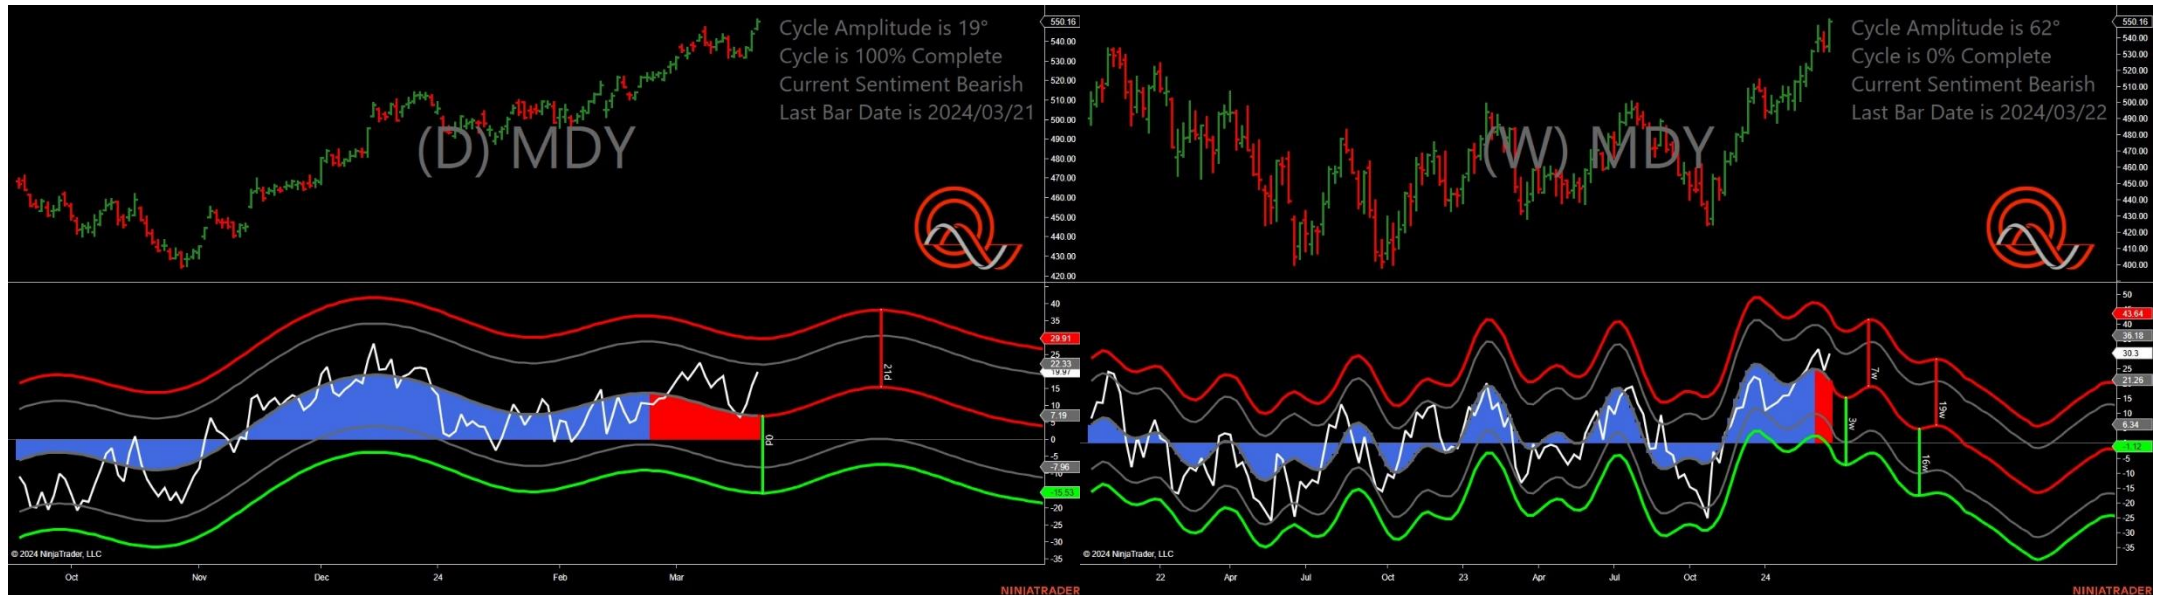 Cycle Amplitude is 19°
Cycle is 100% Complete
Current Sentiment Bearish
Last Bar Date is 2024/03/21
(D) MDY
550.16
540.00
530.00
520.00
510.00
500.00
490.00
480.00
470.00
460.00
450.00
440.00
430.00
420.00
40
35
29.91
25
22.33
19.97
15
10
7.19
5
0
-5
-7.96
-10
-15.53
-20
-25
-30
-35
21d
0d
© 2024 NinjaTrader, LLC
Oct
Nov
Dec
24
Feb
Mar
NINJATRADER
Cycle Amplitude is 62°
Cycle is 0% Complete
Current Sentiment Bearish
Last Bar Date is 2024/03/22
(W) MDY
550.16
540.00
530.00
520.00
510.00
500.00
490.00
480.00
470.00
460.00
450.00
440.00
430.00
420.00
410.00
400.00
50
43.64
40
36.18
30.3
25
21.26
15
10
6.34
-1.12
-5
-10
-15
-20
-25
-30
-35
3w
7w
16w
19w
© 2024 NinjaTrader, LLC
22
Apr
Jul
Oct
23
Apr
Jul
Oct
24
NINJATRADER